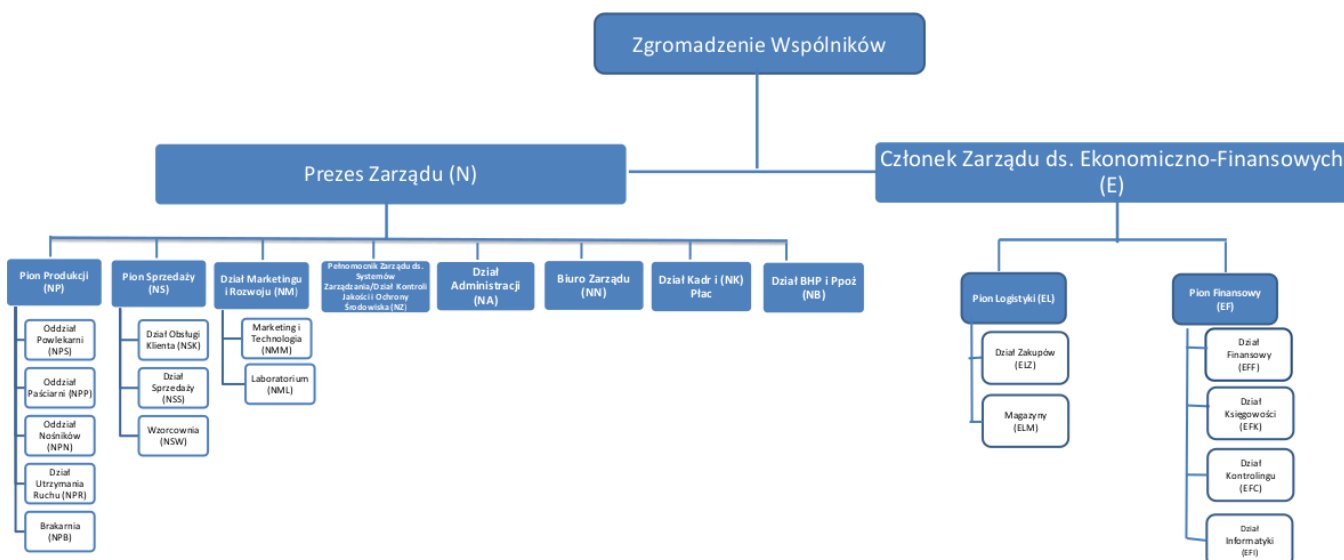 Zgromadzenie Wspólników
Prezes Zarządu (N)
Członek Zarządu ds. Ekonomiczno-Finansowych
(E)
Pion Produkcji
(NP)
Pion Sprzedaży
(NS)
Dział Marketingu
i Rozwoju (NM)
Pełnomocnik Zarządu ds.
Systemów
Zarządzania/Dział Kontroli
Jakości i Ochrony
Środowiska (NZ)
Dział
Administracji
(NA)
Biuro Zarządu
(NN)
Dział Kadr i (NK)
Płac
Dział BHP i Ppoż
(NB)
Pion Logistyki (EL)
Pion Finansowy
(EF)
Oddział
Powlekarni
(NPS)
Oddział
Paściarni (NPP)
Oddział
Nośników
(NPN)
Dział
Utrzymania
Ruchu (NPR)
Brakarnia
(NPB)
Dział Obsługi
Klienta (NSK)
Dział
Sprzedaży
(NSS)
Wzorcownia
(NSW)
Marketing i
Technologia
(NMM)
Laboratorium
(NML)
Dział Zakupów
(ELZ)
Magazyny
(ELM)
Dział
Finansowy
(EFF)
Dział
Księgowości
(EFK)
Dział
Kontrolingu
(EFC)
Dział
Informatyki
(EFI)